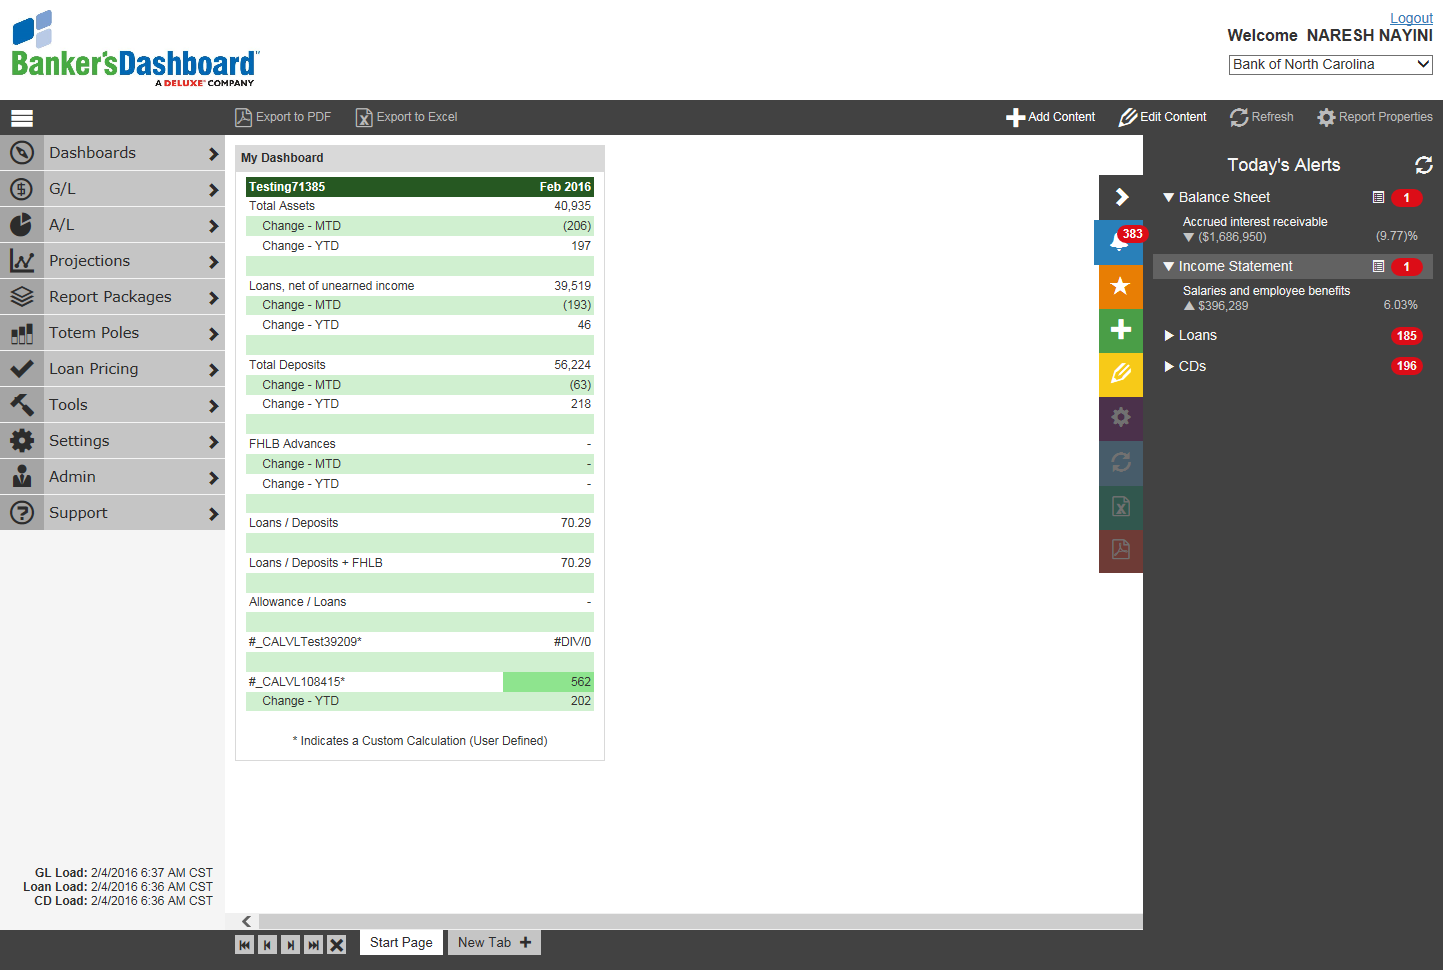 Banker'sDashboard
A DELUXE COMPANY
Logout
Welcome NARESH NAYINI
Bank of North Carolina
Export to PDF
Export to Excel
Add Content
Edit Content
Refresh
Report Properties
Dashboards
G/L
A/L
Projections
Report Packages
Totem Poles
Loan Pricing
Tools
Settings
Admin
Support
GL Load: 2/4/2016 6:37 AM CST
Loan Load: 2/4/2016 6:36 AM CST
CD Load: 2/4/2016 6:36 AM CST
My Dashboard
Testing71385 Feb 2016
Total Assets 40,935
Change - MTD (206)
Change - YTD 197
Loans, net of unearned income 39,519
Change - MTD (193)
Change - YTD 46
Total Deposits 56,224
Change - MTD (63)
Change - YTD 218
FHLB Advances -
Change - MTD -
Change - YTD -
Loans / Deposits 70.29
Loans / Deposits + FHLB 70.29
Allowance / Loans -
#_CALVLTest39209* #DIV/0
#_CALVL108415* 562
Change - YTD 202
* Indicates a Custom Calculation (User Defined)
383
Today's Alerts
Balance Sheet 1
Accrued interest receivable
($1,686,950) (9.77)%
Income Statement 1
Salaries and employee benefits
$396,289 6.03%
Loans 185
CDs 196
Start Page
New Tab